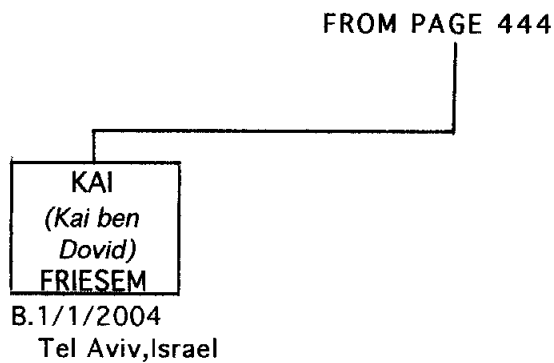 FROM PAGE 444
KAI
(Kai ben
Dovid)
FRIESEM
B.1/1/2004
Tel Aviv,Israel